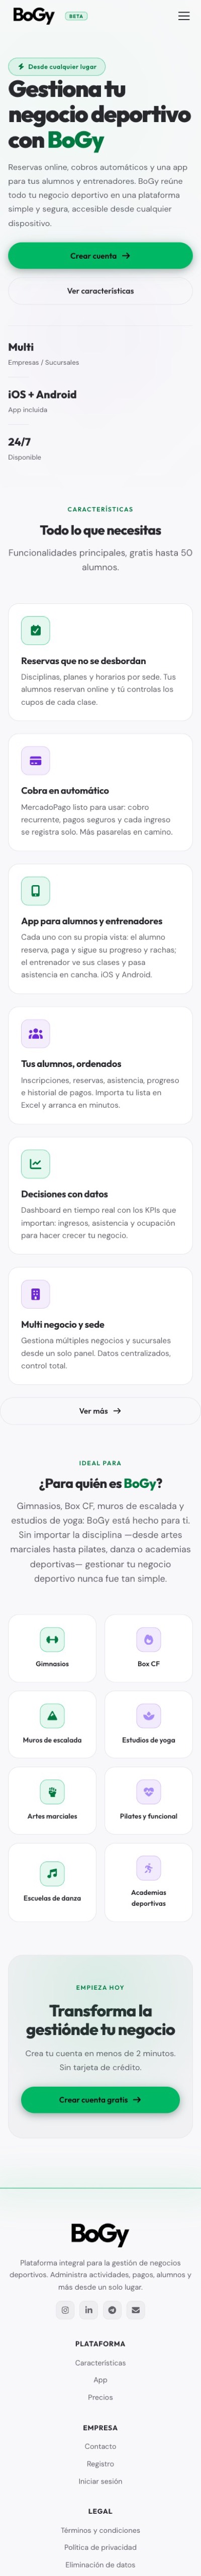 BoGy BETA
Desde cualquier lugar
Gestiona tu
negocio deportivo
con BoGy
Reservas online, cobros automáticos y una app
para tus alumnos y entrenadores. BoGy reúne
todo tu negocio deportivo en una plataforma
simple y segura, accesible desde cualquier
dispositivo.
Crear cuenta →
Ver características
Multi
Empresas / Sucursales
iOS + Android
App incluida
24/7
Disponible
CARACTERÍSTICAS
Todo lo que necesitas
Funcionalidades principales, gratis hasta 50
alumnos.
Reservas que no se desbordan
Disciplinas, planes y horarios por sede. Tus
alumnos reservan online y tú controlas los
cupos de cada clase.
Cobra en automático
MercadoPago listo para usar: cobro
recurrente, pagos seguros y cada ingreso
se registra solo. Más pasarelas en camino.
App para alumnos y entrenadores
Cada uno con su propia vista: el alumno
reserva, paga y sigue su progreso y rachas;
el entrenador ve sus clases y pasa
asistencia en cancha. iOS y Android.
Tus alumnos, ordenados
Inscripciones, reservas, asistencia, progreso
e historial de pagos. Importa tu lista en
Excel y arranca en minutos.
Decisiones con datos
Dashboard en tiempo real con los KPIs que
importan: ingresos, asistencia y ocupación
para hacer crecer tu negocio.
Multi negocio y sede
Gestiona múltiples negocios y sucursales
desde un solo panel. Datos centralizados,
control total.
Ver más →
IDEAL PARA
¿Para quién es BoGy?
Gimnasios, Box CF, muros de escalada y
estudios de yoga: BoGy está hecho para ti.
Sin importar la disciplina —desde artes
marciales hasta pilates, danza o academias
deportivas— gestionar tu negocio
deportivo nunca fue tan simple.
Gimnasios
Box CF
Muros de escalada
Estudios de yoga
Artes marciales
Pilates y funcional
Escuelas de danza
Academias
deportivas
EMPIEZA HOY
Transforma la
gestiónde tu negocio
Crea tu cuenta en menos de 2 minutos.
Sin tarjeta de crédito.
Crear cuenta gratis →
BoGy
Plataforma integral para la gestión de negocios
deportivos. Administra actividades, pagos, alumnos y
más desde un solo lugar.
PLATAFORMA
Características
App
Precios
EMPRESA
Contacto
Registro
Iniciar sesión
LEGAL
Términos y condiciones
Política de privacidad
Eliminación de datos